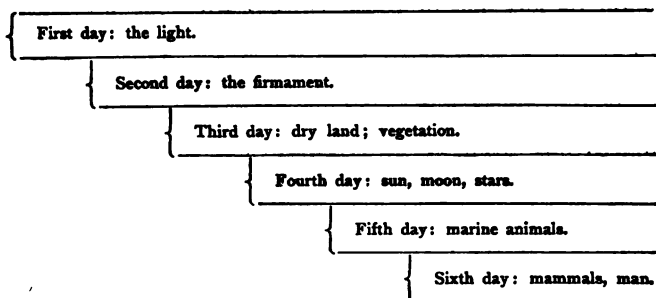 First day: the light.
Second day: the firmament.
Third day: dry land; vegetation.
Fourth day: sun, moon, stars.
Fifth day: marine animals.
Sixth day: mammals, man.